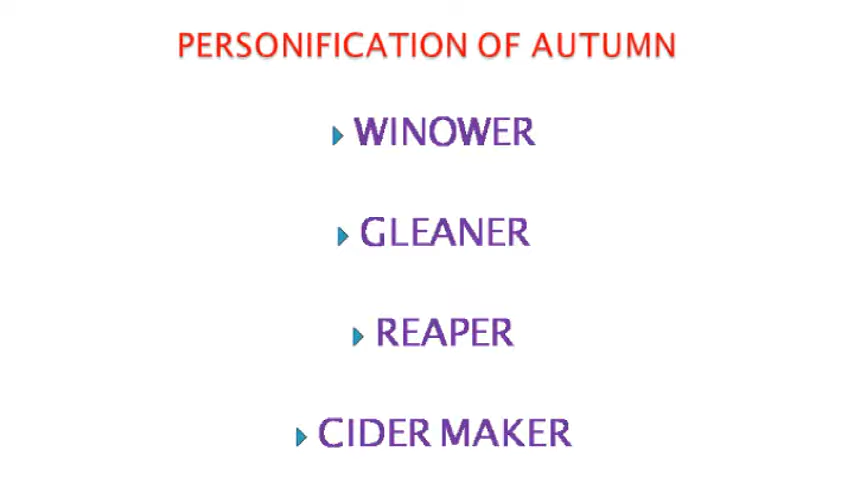 PERSONIFICATION OF AUTUMN
WINOWER
GLEANER
REAPER
CIDER MAKER